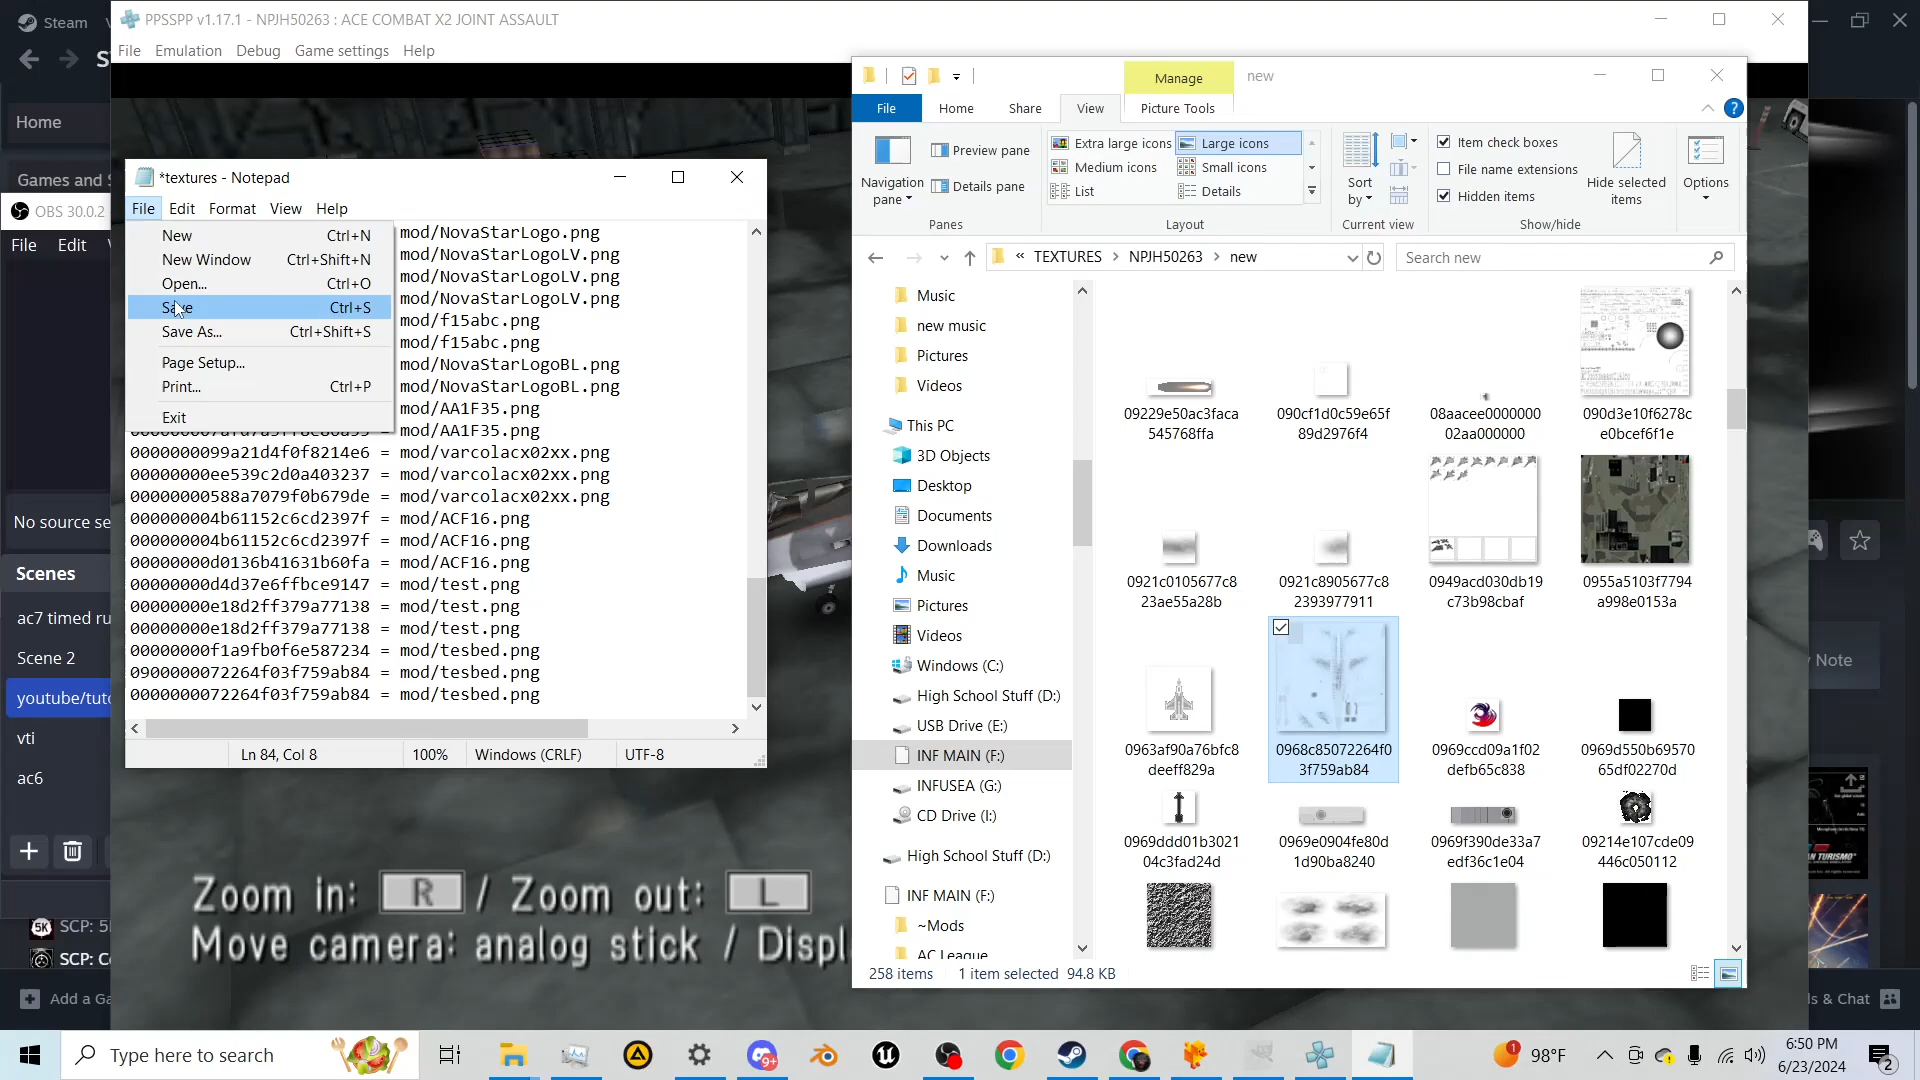 Steam
PPSSPP v1.17.1 - NPJH50263 : ACE COMBAT X2 JOINT ASSAULT
File Emulation Debug Game settings Help
Home
OBS 30.0.2
File Edit
No source se
Scenes
ac7 timed ru
Scene 2
youtube/tuto
vti
ac6
SCP: 5
SCP: C
Add a Ga
*textures - Notepad
File Edit Format View Help
New Ctrl+N
New Window Ctrl+Shift+N
Open... Ctrl+O
Save Ctrl+S
Save As... Ctrl+Shift+S
Page Setup...
Print... Ctrl+P
Exit
mod/NovaStarLogo.png
mod/NovaStarLogoLV.png
mod/NovaStarLogoLV.png
mod/NovaStarLogoLV.png
mod/f15abc.png
mod/f15abc.png
mod/NovaStarLogoBL.png
mod/NovaStarLogoBL.png
mod/AA1F35.png
= mod/AA1F35.png
0000000099a21d4f0f8214e6 = mod/varcolacx02xx.png
00000000ee539c2d0a403237 = mod/varcolacx02xx.png
00000000588a7079f0b679de = mod/varcolacx02xx.png
000000004b61152c6cd2397f = mod/ACF16.png
000000004b61152c6cd2397f = mod/ACF16.png
00000000d0136b41631b60fa = mod/ACF16.png
00000000d4d37e6ffbce9147 = mod/test.png
00000000e18d2ff379a77138 = mod/test.png
00000000e18d2ff379a77138 = mod/test.png
00000000f1a9fb0f6e587234 = mod/tesbed.png
0900000072264f03f759ab84 = mod/tesbed.png
0000000072264f03f759ab84 = mod/tesbed.png
Ln 84, Col 8 100% Windows (CRLF) UTF-8
Zoom in: R / Zoom out: L
Move camera: analog stick / Displ
Manage new
File Home Share View Picture Tools
Navigation pane
Preview pane
Details pane
Panes
Extra large icons Large icons
Medium icons Small icons
List Details
Layout
Sort by
Current view
Item check boxes
File name extensions
Hidden items
Hide selected items
Show/hide
Options
« TEXTURES > NPJH50263 > new
Search new
Music
new music
Pictures
Videos
This PC
3D Objects
Desktop
Documents
Downloads
Music
Pictures
Videos
Windows (C:)
High School Stuff (D:)
USB Drive (E:)
INF MAIN (F:)
INFUSEA (G:)
CD Drive (I:)
High School Stuff (D:)
INF MAIN (F:)
~Mods
AC League
09229e50ac3faca545768ffa
090cf1d0c59e65f89d2976f4
08aacee000000002aa000000
090d3e10f6278ce0bcef6f1e
0921c0105677c823ae55a28b
0921c8905677c82393977911
0949acd030db19c73b98cbaf
0955a5103f7794a998e0153a
0963af90a76bfc8deeff829a
0968c85072264f03f759ab84
0969ccd09a1f02defb65c838
0969d550b6957065df02270d
0969ddd01b302104c3fad24d
0969e0904fe80d1d90ba8240
0969f390de33a7edf36c1e04
09214e107cde09446c050112
258 items 1 item selected 94.8 KB
Note
ls & Chat
Type here to search
9+
98°F
6:50 PM
6/23/2024
2